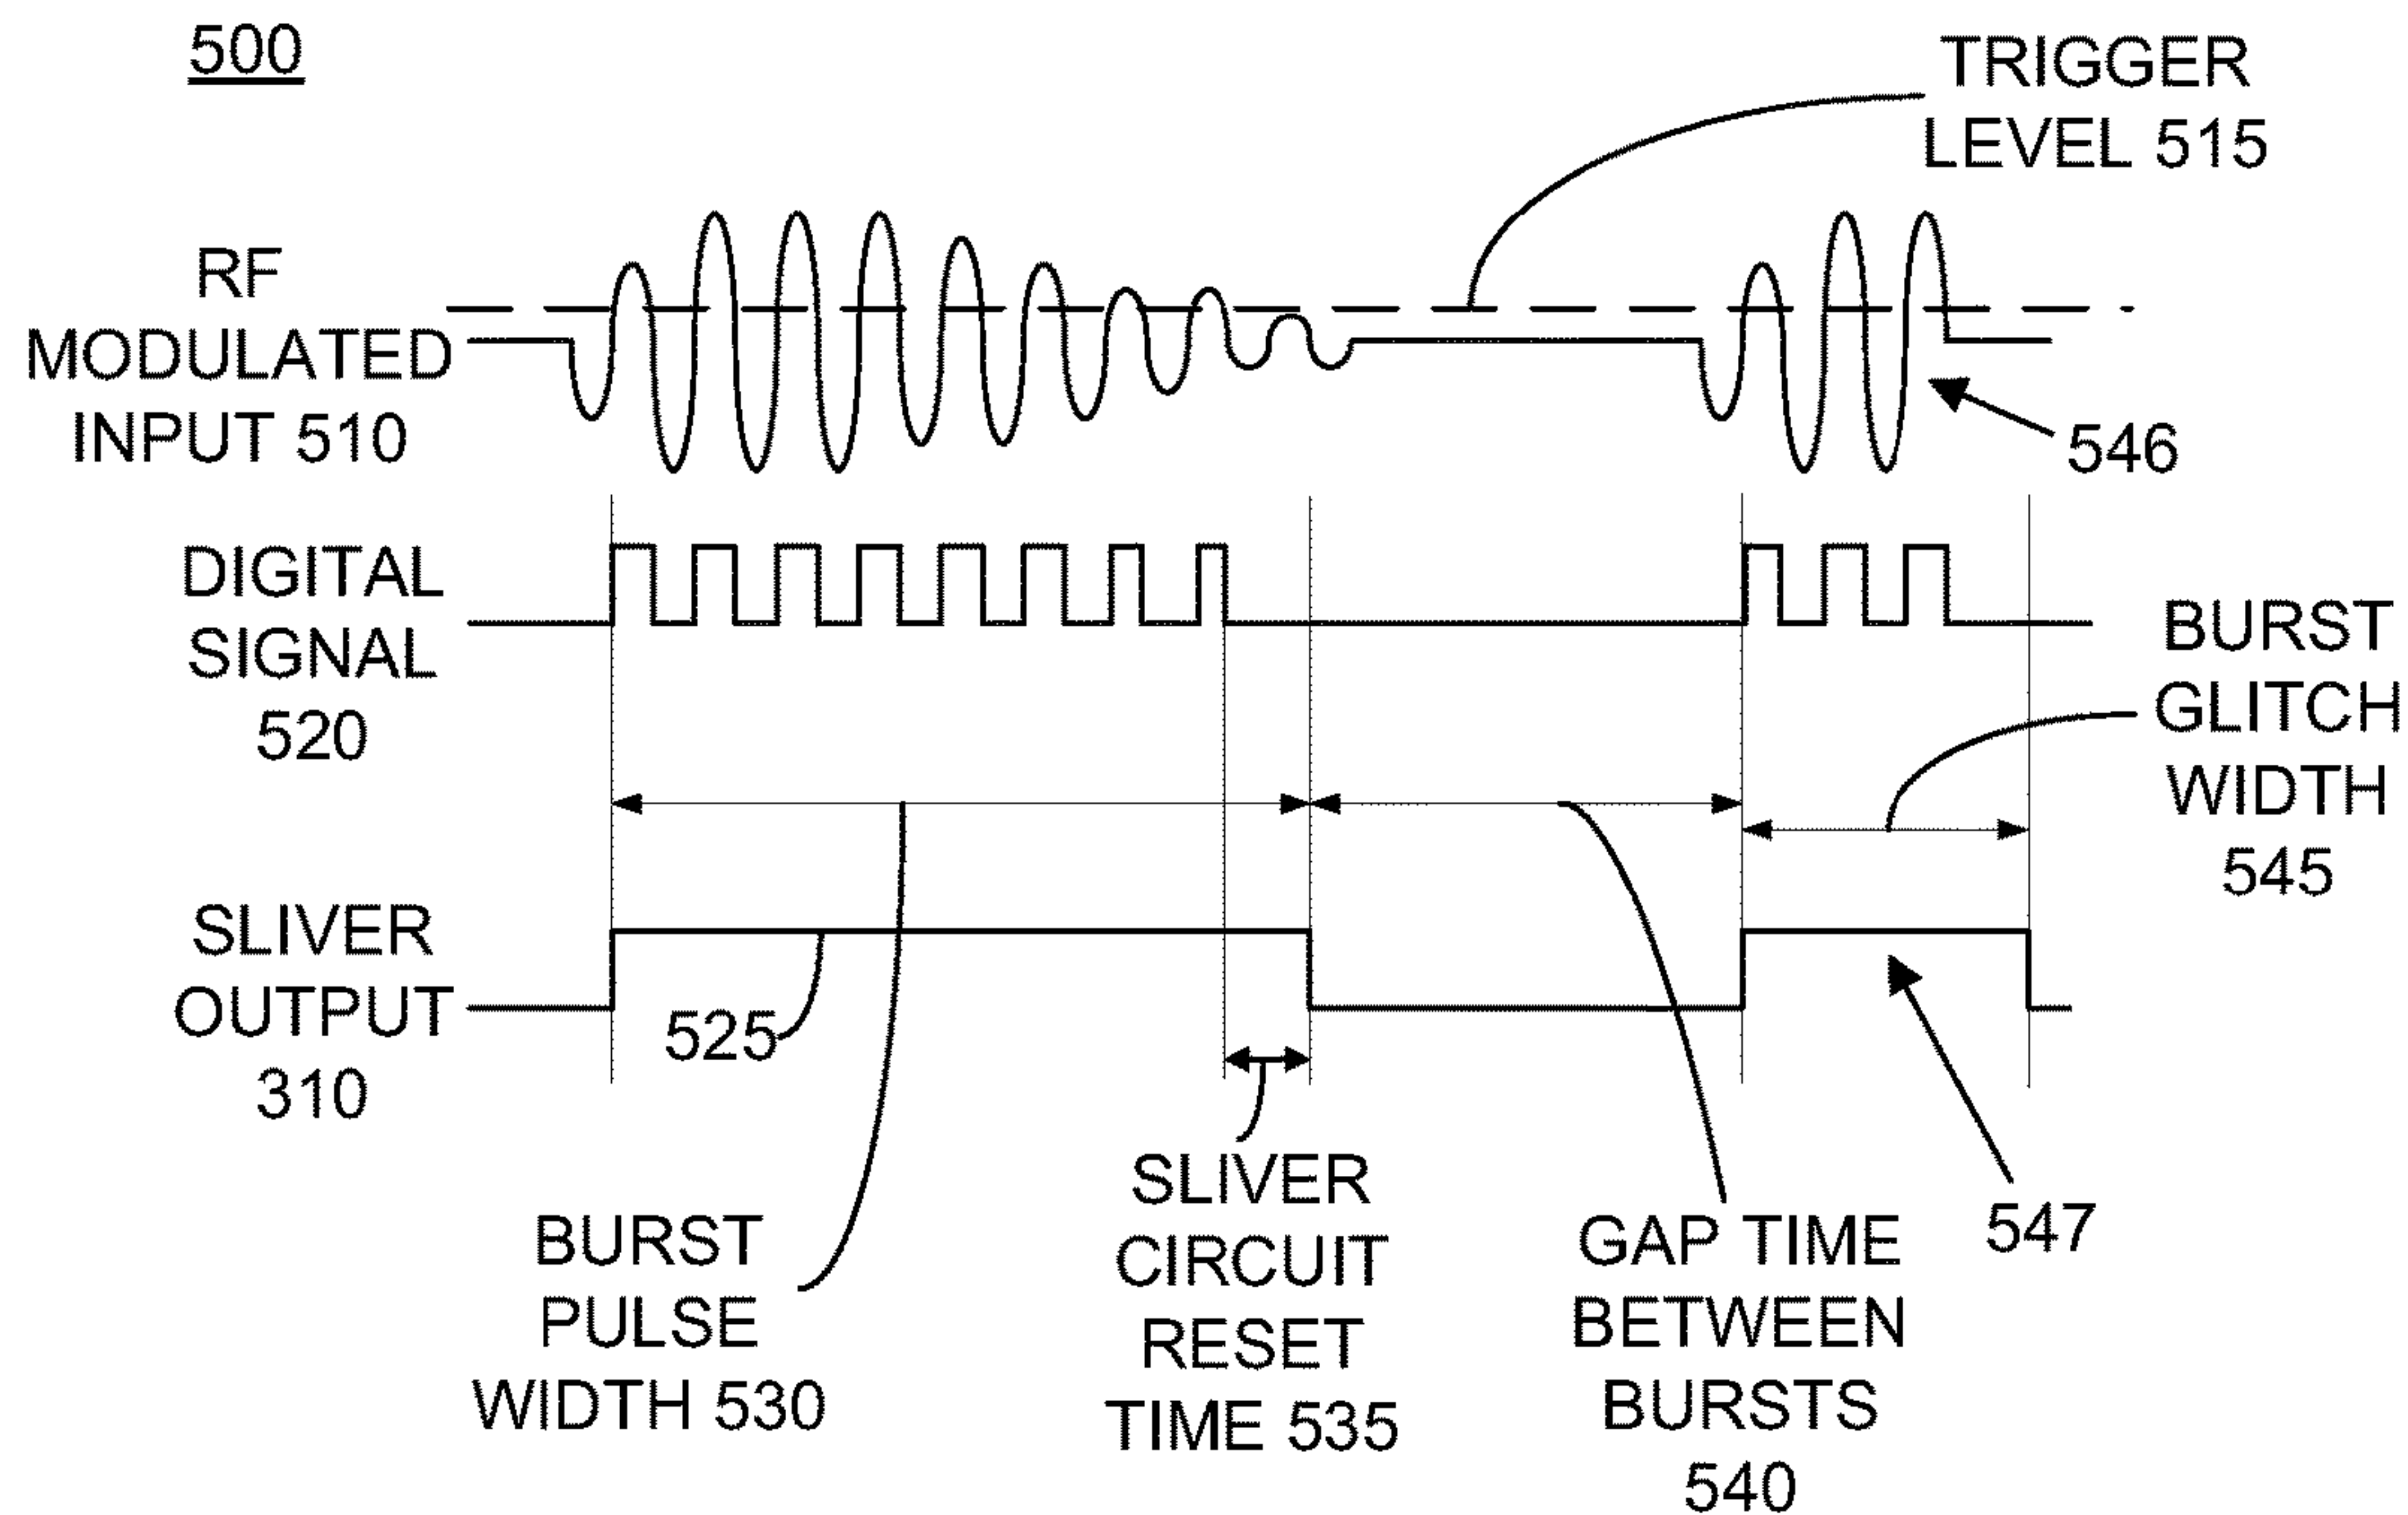 500
TRIGGER
LEVEL 515
RF
MODULATED
INPUT 510
546
DIGITAL
SIGNAL
520
BURST
GLITCH
WIDTH
545
SLIVER
OUTPUT
310
525
BURST
PULSE
WIDTH 530
SLIVER
CIRCUIT
RESET
TIME 535
GAP TIME
BETWEEN
BURSTS
540
547